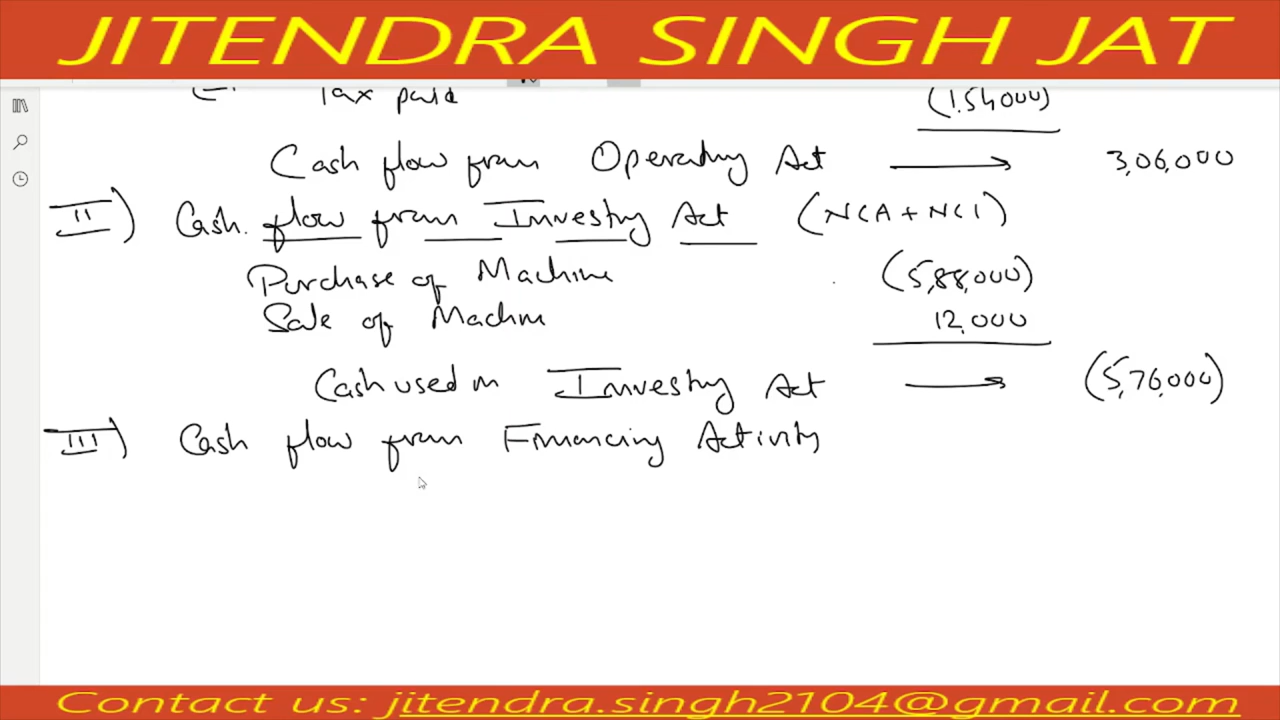 JITENDRA SINGH JAT
Tax paid (1,54,000)
Cash flow from Operating Act → 3,06,000
II) Cash flow from Investing Act (NCA + NCI)
Purchase of Machine (5,88,000)
Sale of Machine 12,000
Cash used in Investing Act → (5,76,000)
III) Cash flow from Financing Activity
Contact us: jitendra.singh2104@gmail.com